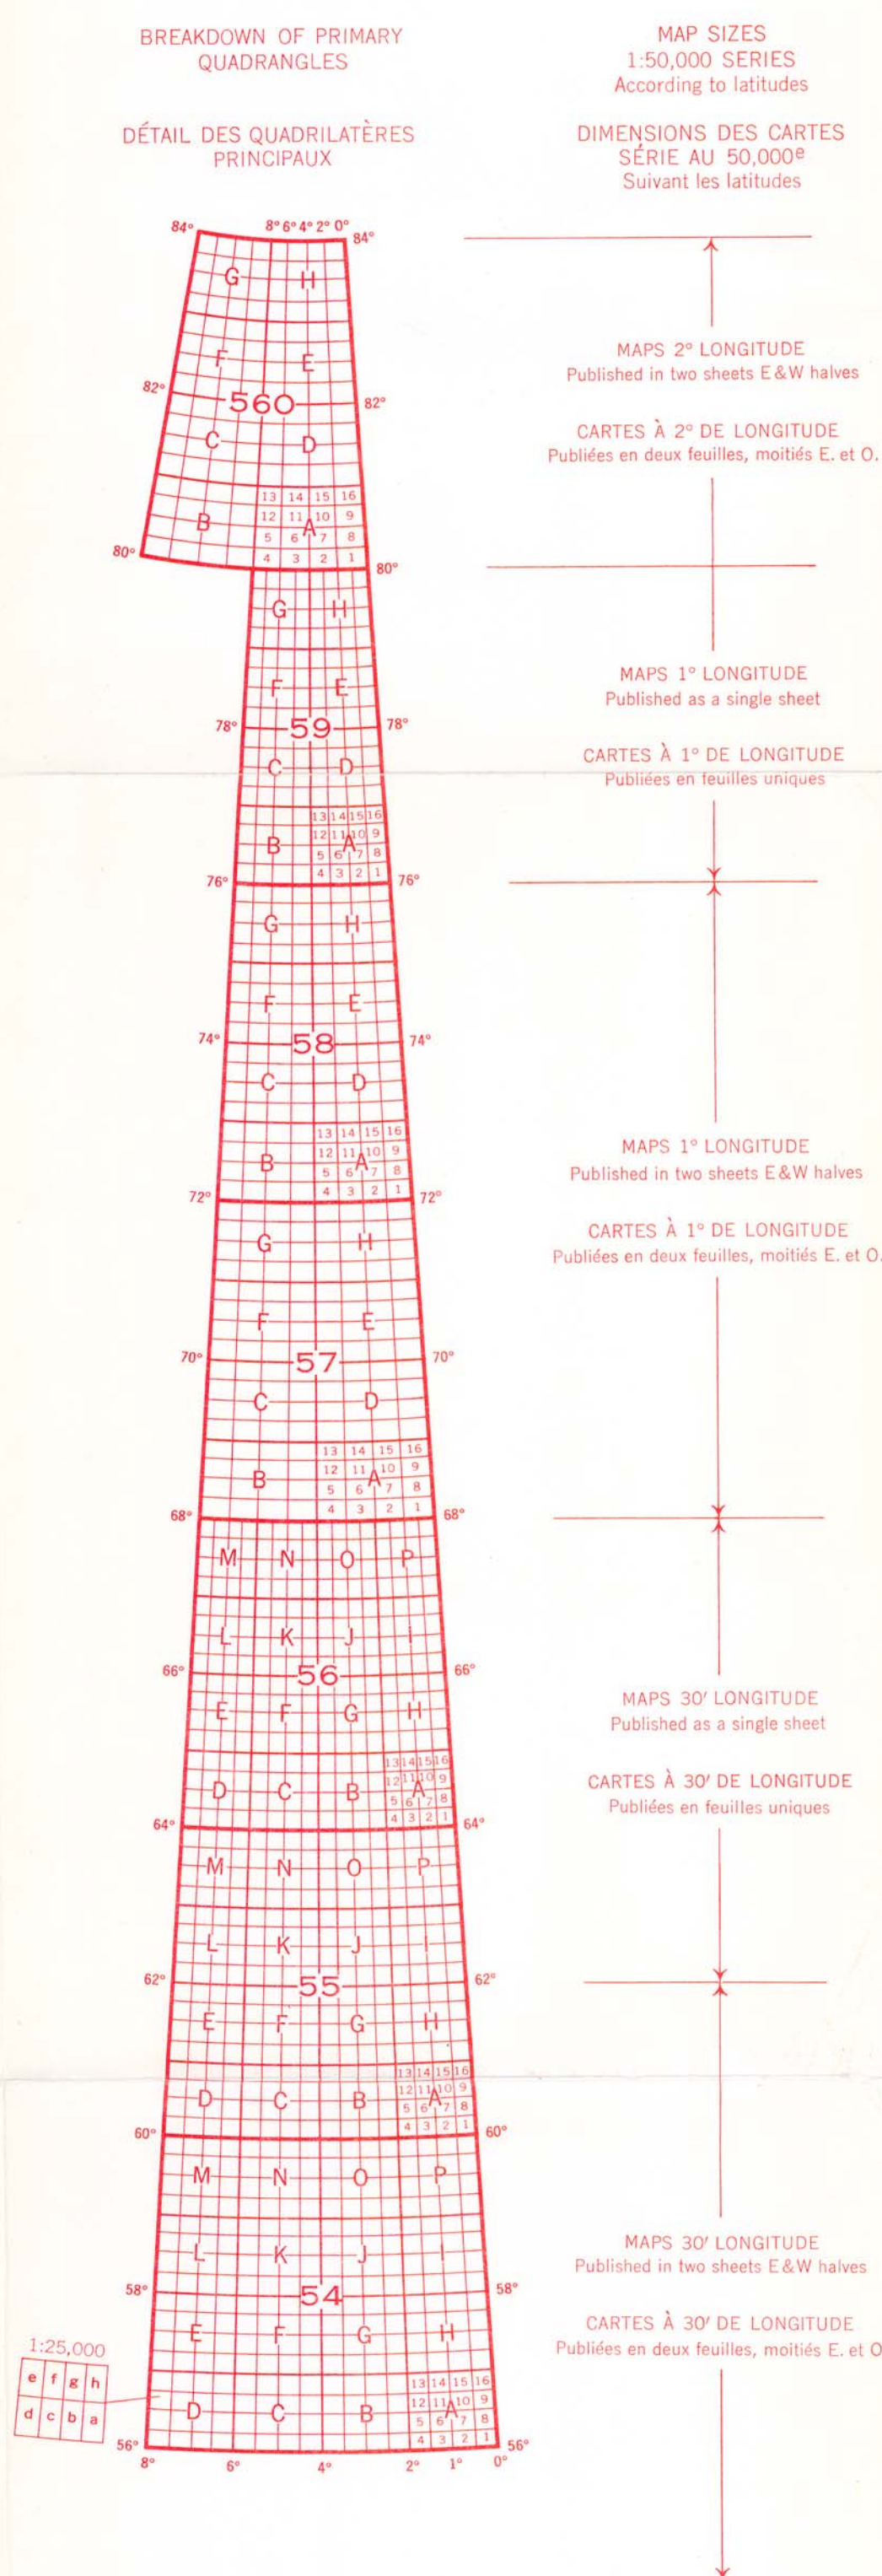 BREAKDOWN OF PRIMARY
QUADRANGLES
DÉTAIL DES QUADRILATÈRES
PRINCIPAUX
MAP SIZES
1:50,000 SERIES
According to latitudes
DIMENSIONS DES CARTES
SÉRIE AU 50,000e
Suivant les latitudes
84° 8° 6° 4° 2° 0° 84°
G H
F E
82° 560 82°
C D
13 14 15 16
12 11 10 9
B A
5 6 7 8
80° 4 3 2 1 80°
G H
F E
78° 59 78°
C D
13 14 15 16
12 11 10 9
B A
5 6 7 8
4 3 2 1
76° 76°
G H
F E
74° 58 74°
C D
13 14 15 16
12 11 10 9
B A
5 6 7 8
4 3 2 1
72° 72°
G H
F E
70° 57 70°
C D
13 14 15 16
12 11 10 9
B A
5 6 7 8
4 3 2 1
68° 68°
M N O P
L K J I
66° 56 66°
E F G H
13 14 15 16
12 11 10 9
D C B A
5 6 7 8
4 3 2 1
64° 64°
M N O P
L K J I
62° 55 62°
E F G H
13 14 15 16
12 11 10 9
D C B A
5 6 7 8
4 3 2 1
60° 60°
M N O P
L K J I
58° 54 58°
E F G H
13 14 15 16
12 11 10 9
D C B A
5 6 7 8
4 3 2 1
56° 56°
8° 6° 4° 2° 1° 0°
1:25,000
e f g h
d c b a
MAPS 2° LONGITUDE
Published in two sheets E&W halves
CARTES À 2° DE LONGITUDE
Publiées en deux feuilles, moitiés E. et O.
MAPS 1° LONGITUDE
Published as a single sheet
CARTES À 1° DE LONGITUDE
Publiées en feuilles uniques
MAPS 1° LONGITUDE
Published in two sheets E&W halves
CARTES À 1° DE LONGITUDE
Publiées en deux feuilles, moitiés E. et O.
MAPS 30′ LONGITUDE
Published as a single sheet
CARTES À 30′ DE LONGITUDE
Publiées en feuilles uniques
MAPS 30′ LONGITUDE
Published in two sheets E&W halves
CARTES À 30′ DE LONGITUDE
Publiées en deux feuilles, moitiés E. et O